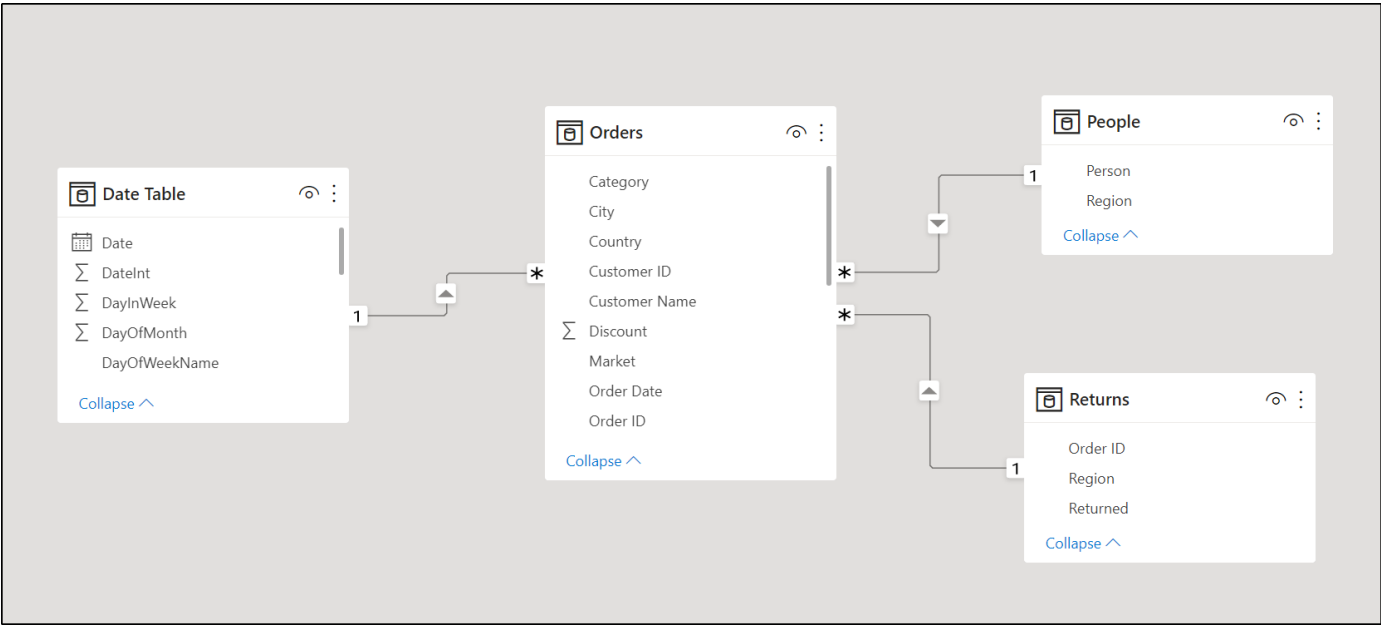 Date Table
Date
DateInt
DayInWeek
DayOfMonth
DayOfWeekName
Collapse
1
*
Orders
Category
City
Country
Customer ID
Customer Name
Discount
Market
Order Date
Order ID
Collapse
*
*
1
People
Person
Region
Collapse
1
Returns
Order ID
Region
Returned
Collapse